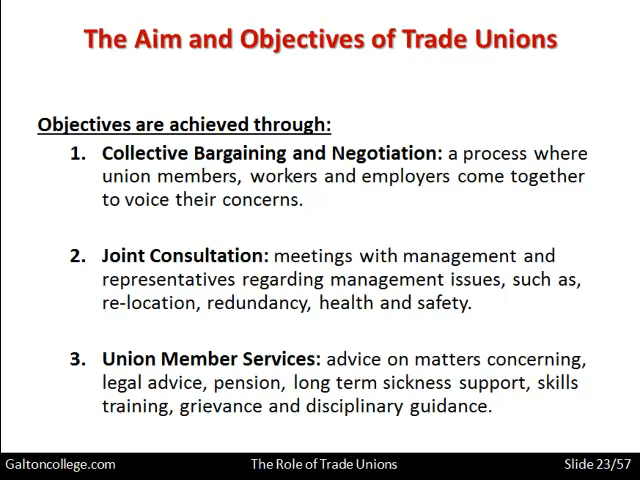 The Aim and Objectives of Trade Unions
Objectives are achieved through:
1. Collective Bargaining and Negotiation: a process where
union members, workers and employers come together
to voice their concerns.
2. Joint Consultation: meetings with management and
representatives regarding management issues, such as,
re-location, redundancy, health and safety.
3. Union Member Services: advice on matters concerning,
legal advice, pension, long term sickness support, skills
training, grievance and disciplinary guidance.
Galtoncollege.com The Role of Trade Unions Slide 23/57